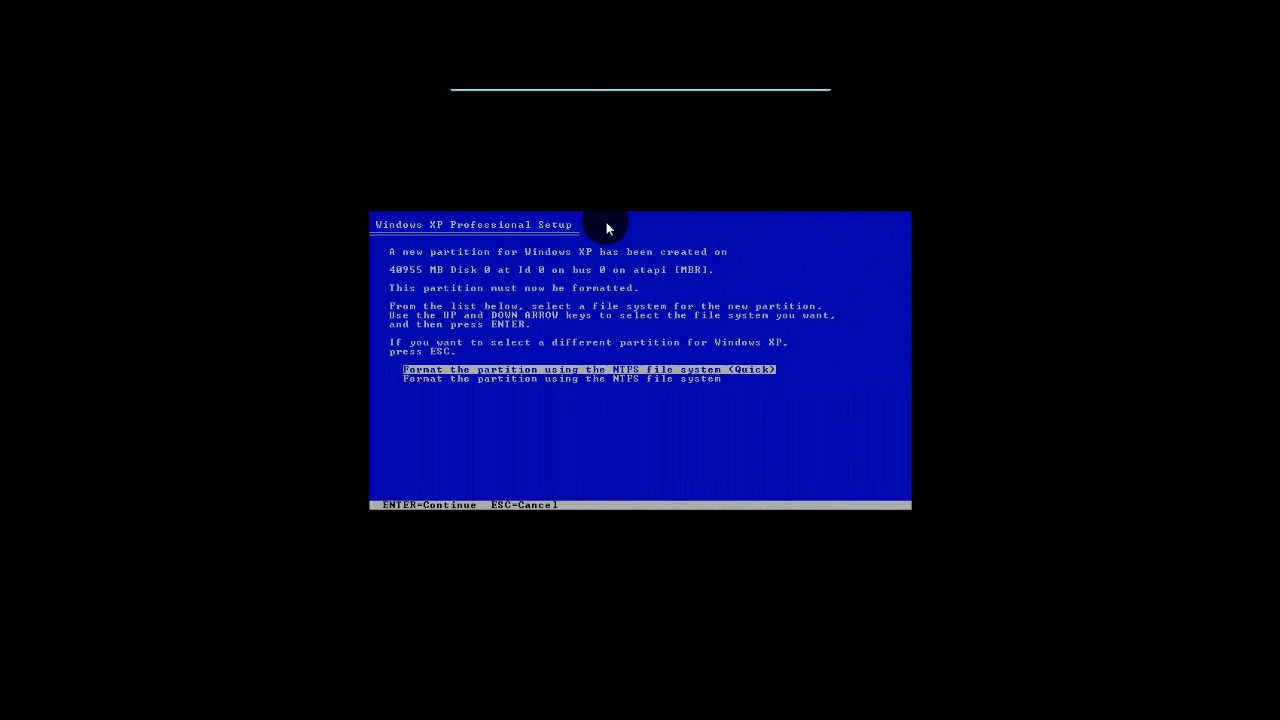 Windows XP Professional Setup
A new partition for Windows XP has been created on
40955 MB Disk 0 at Id 0 on bus 0 on atapi [MBR].
This partition must now be formatted.
From the list below, select a file system for the new partition.
Use the UP and DOWN ARROW keys to select the file system you want,
and then press ENTER.
If you want to select a different partition for Windows XP,
press ESC.
Format the partition using the NTFS file system (Quick)
Format the partition using the NTFS file system
ENTER=Continue  ESC=Cancel